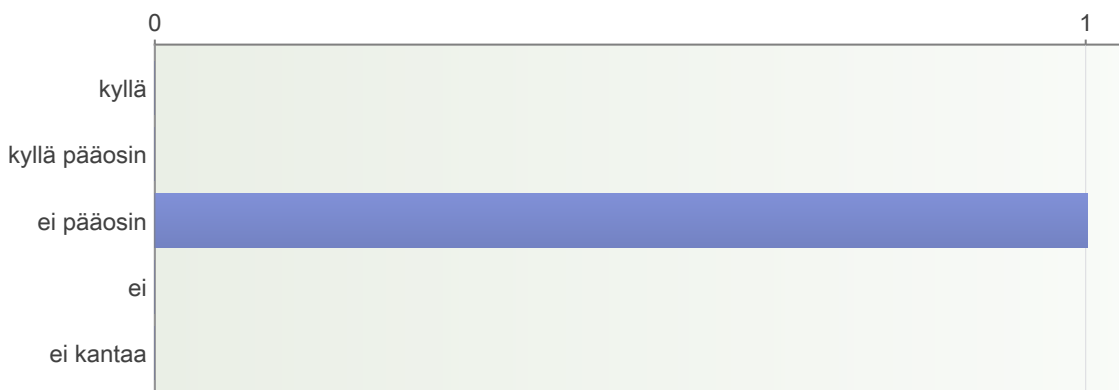 0 1
kyllä
kyllä pääosin
ei pääosin
ei
ei kantaa